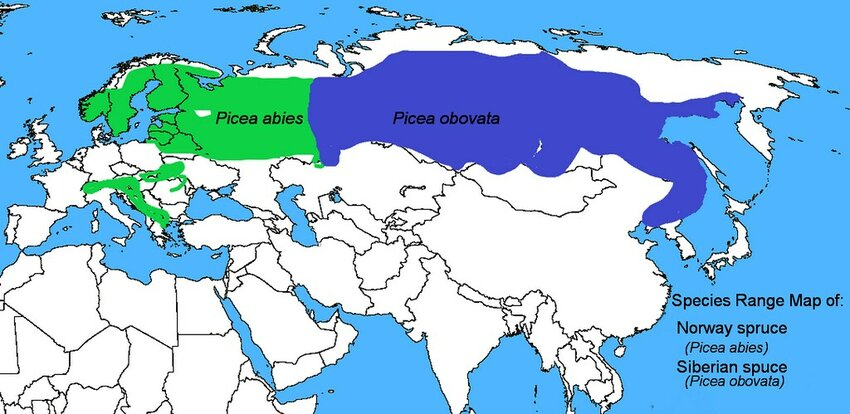 Picea abies
Picea obovata
Species Range Map of:
Norway spruce
(Picea abies)
Siberian spuce
(Picea obovata)